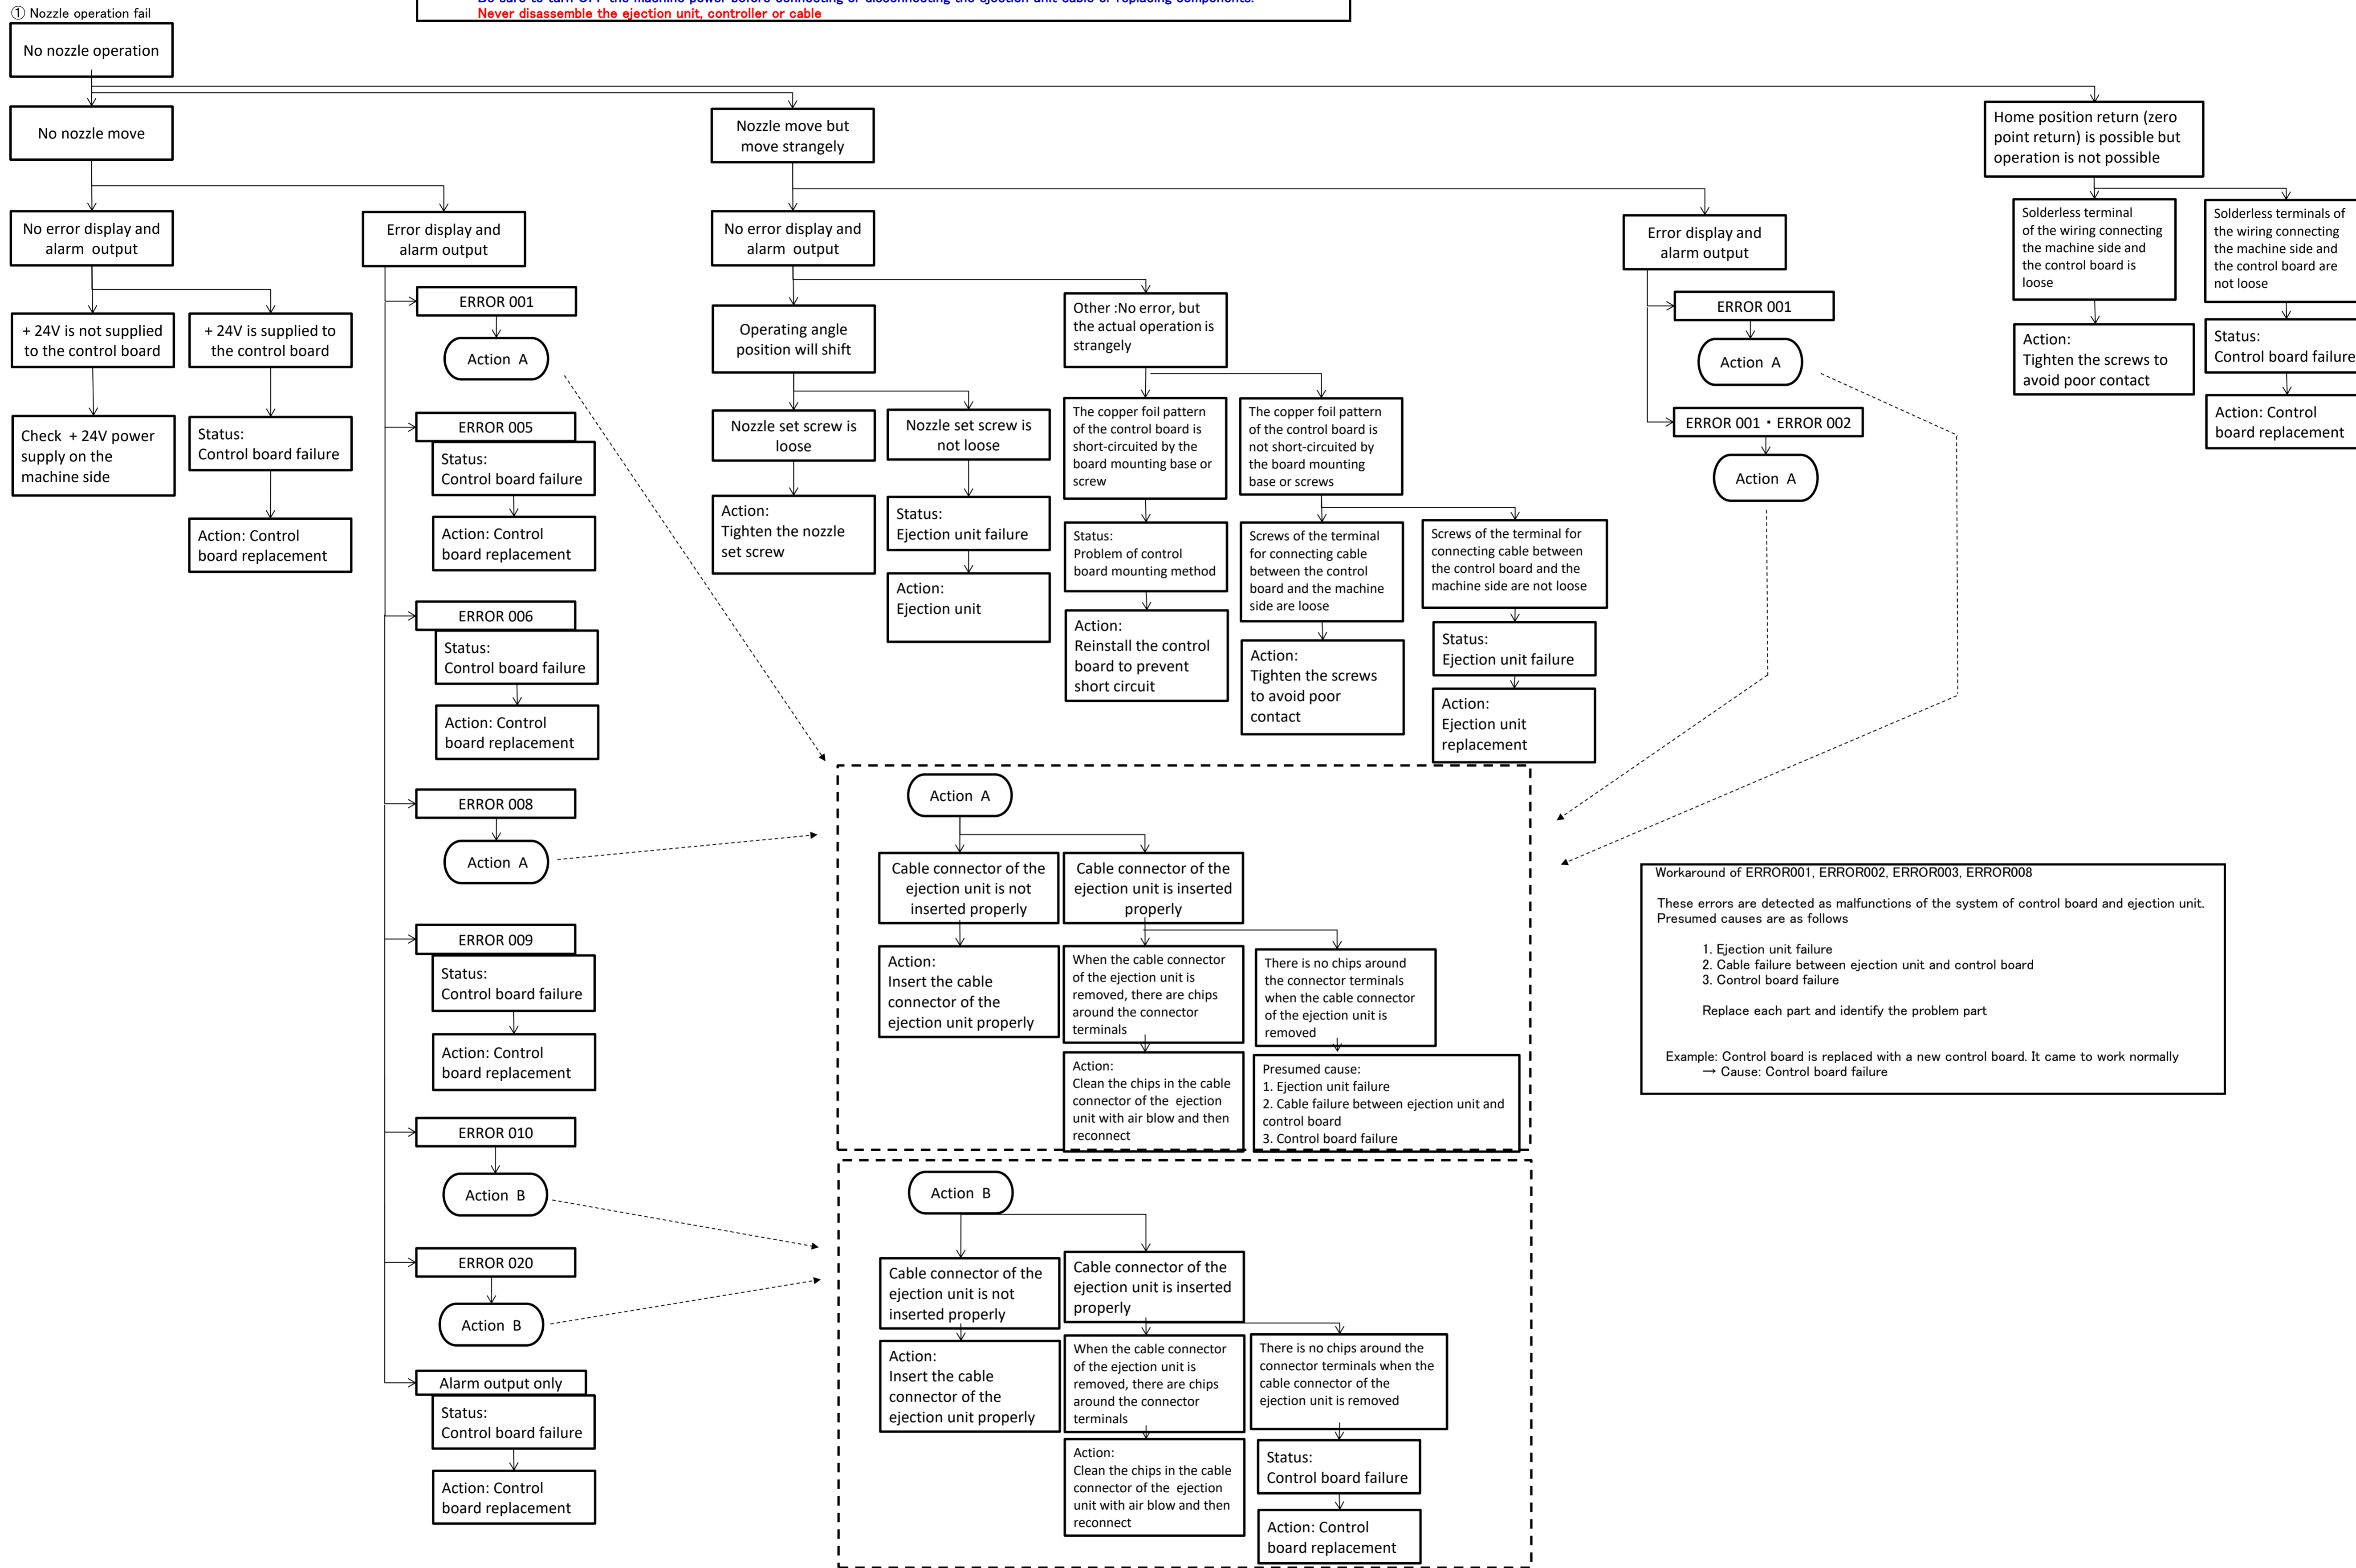 Be sure to turn OFF the machine power before connecting or disconnecting the ejection unit cable or replacing components.
Never disassemble the ejection unit, controller or cable
① Nozzle operation fail
No nozzle operation
No nozzle move
No error display and
alarm output
+ 24V is not supplied
to the control board
Check + 24V power
supply on the
machine side
+ 24V is supplied to
the control board
Status:
Control board failure
Action: Control
board replacement
Error display and
alarm output
ERROR 001
Action A
ERROR 005
Status:
Control board failure
Action: Control
board replacement
ERROR 006
Status:
Control board failure
Action: Control
board replacement
ERROR 008
Action A
ERROR 009
Status:
Control board failure
Action: Control
board replacement
ERROR 010
Action B
ERROR 020
Action B
Alarm output only
Status:
Control board failure
Action: Control
board replacement
Nozzle move but
move strangely
No error display and
alarm output
Operating angle
position will shift
Nozzle set screw is
loose
Action:
Tighten the nozzle
set screw
Nozzle set screw is
not loose
Status:
Ejection unit failure
Action:
Ejection unit
Other :No error, but
the actual operation is
strangely
The copper foil pattern
of the control board is
short-circuited by the
board mounting base or
screw
Status:
Problem of control
board mounting method
Action:
Reinstall the control
board to prevent
short circuit
The copper foil pattern
of the control board is
not short-circuited by
the board mounting
base or screws
Screws of the terminal
for connecting cable
between the control
board and the machine
side are loose
Action:
Tighten the screws
to avoid poor
contact
Screws of the terminal for
connecting cable between
the control board and the
machine side are not loose
Status:
Ejection unit failure
Action:
Ejection unit
replacement
Error display and
alarm output
ERROR 001
Action A
ERROR 001・ERROR 002
Action A
Home position return (zero
point return) is possible but
operation is not possible
Solderless terminal
of the wiring connecting
the machine side and
the control board is
loose
Action:
Tighten the screws to
avoid poor contact
Solderless terminals of
the wiring connecting
the machine side and
the control board are
not loose
Status:
Control board failure
Action: Control
board replacement
Action A
Cable connector of the
ejection unit is not
inserted properly
Action:
Insert the cable
connector of the
ejection unit properly
Cable connector of the
ejection unit is inserted
properly
When the cable connector
of the ejection unit is
removed, there are chips
around the connector
terminals
Action:
Clean the chips in the cable
connector of the ejection
unit with air blow and then
reconnect
There is no chips around
the connector terminals
when the cable connector
of the ejection unit is
removed
Presumed cause:
1. Ejection unit failure
2. Cable failure between ejection unit and
control board
3. Control board failure
Action B
Cable connector of the
ejection unit is not
inserted properly
Action:
Insert the cable
connector of the
ejection unit properly
Cable connector of the
ejection unit is inserted
properly
When the cable connector
of the ejection unit is
removed, there are chips
around the connector
terminals
Action:
Clean the chips in the cable
connector of the ejection
unit with air blow and then
reconnect
There is no chips around the
connector terminals when the
cable connector of the
ejection unit is removed
Status:
Control board failure
Action: Control
board replacement
Workaround of ERROR001, ERROR002, ERROR003, ERROR008
These errors are detected as malfunctions of the system of control board and ejection unit.
Presumed causes are as follows
1. Ejection unit failure
2. Cable failure between ejection unit and control board
3. Control board failure
Replace each part and identify the problem part
Example: Control board is replaced with a new control board. It came to work normally
→ Cause: Control board failure